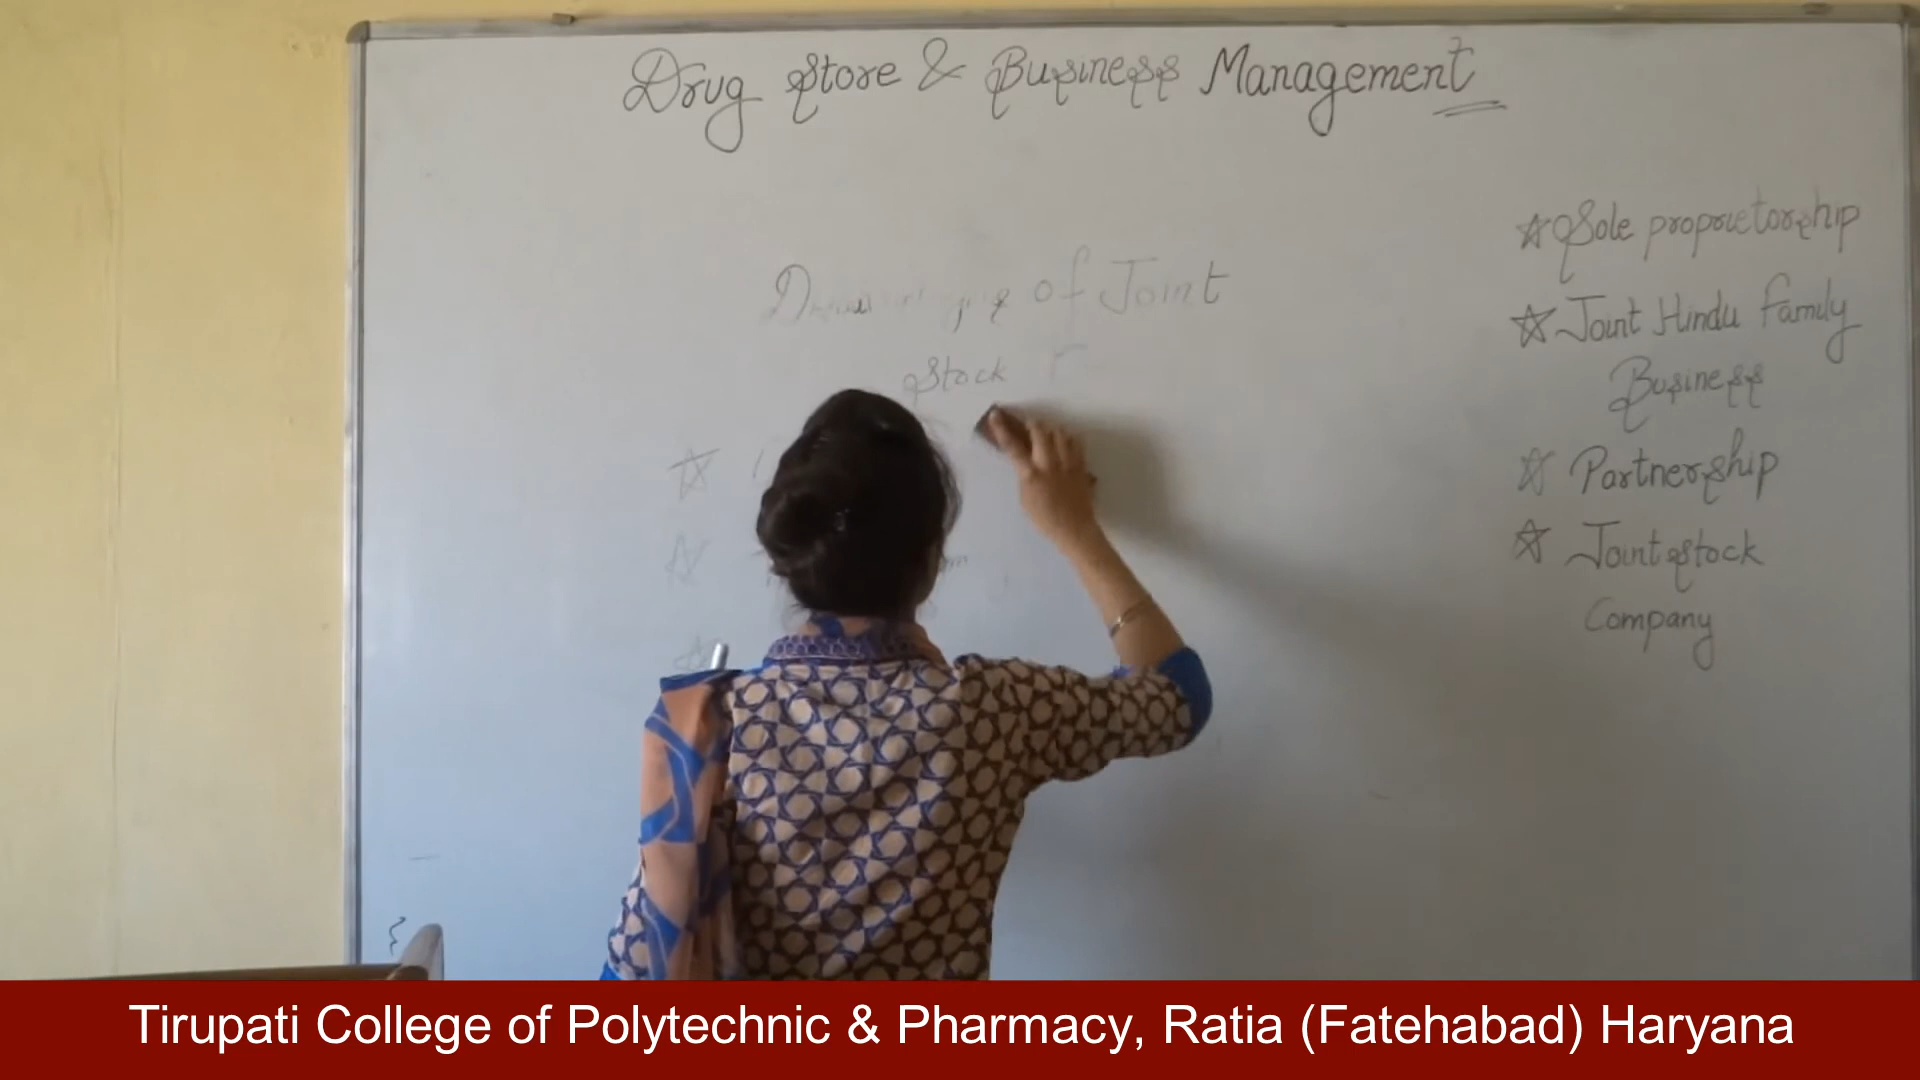 Drug Store & Business Management
of Joint
Stock
☆ Sole proprietorship
☆ Joint Hindu family
Business
☆ Partnership
☆ Joint Stock
Company
Tirupati College of Polytechnic & Pharmacy, Ratia (Fatehabad) Haryana